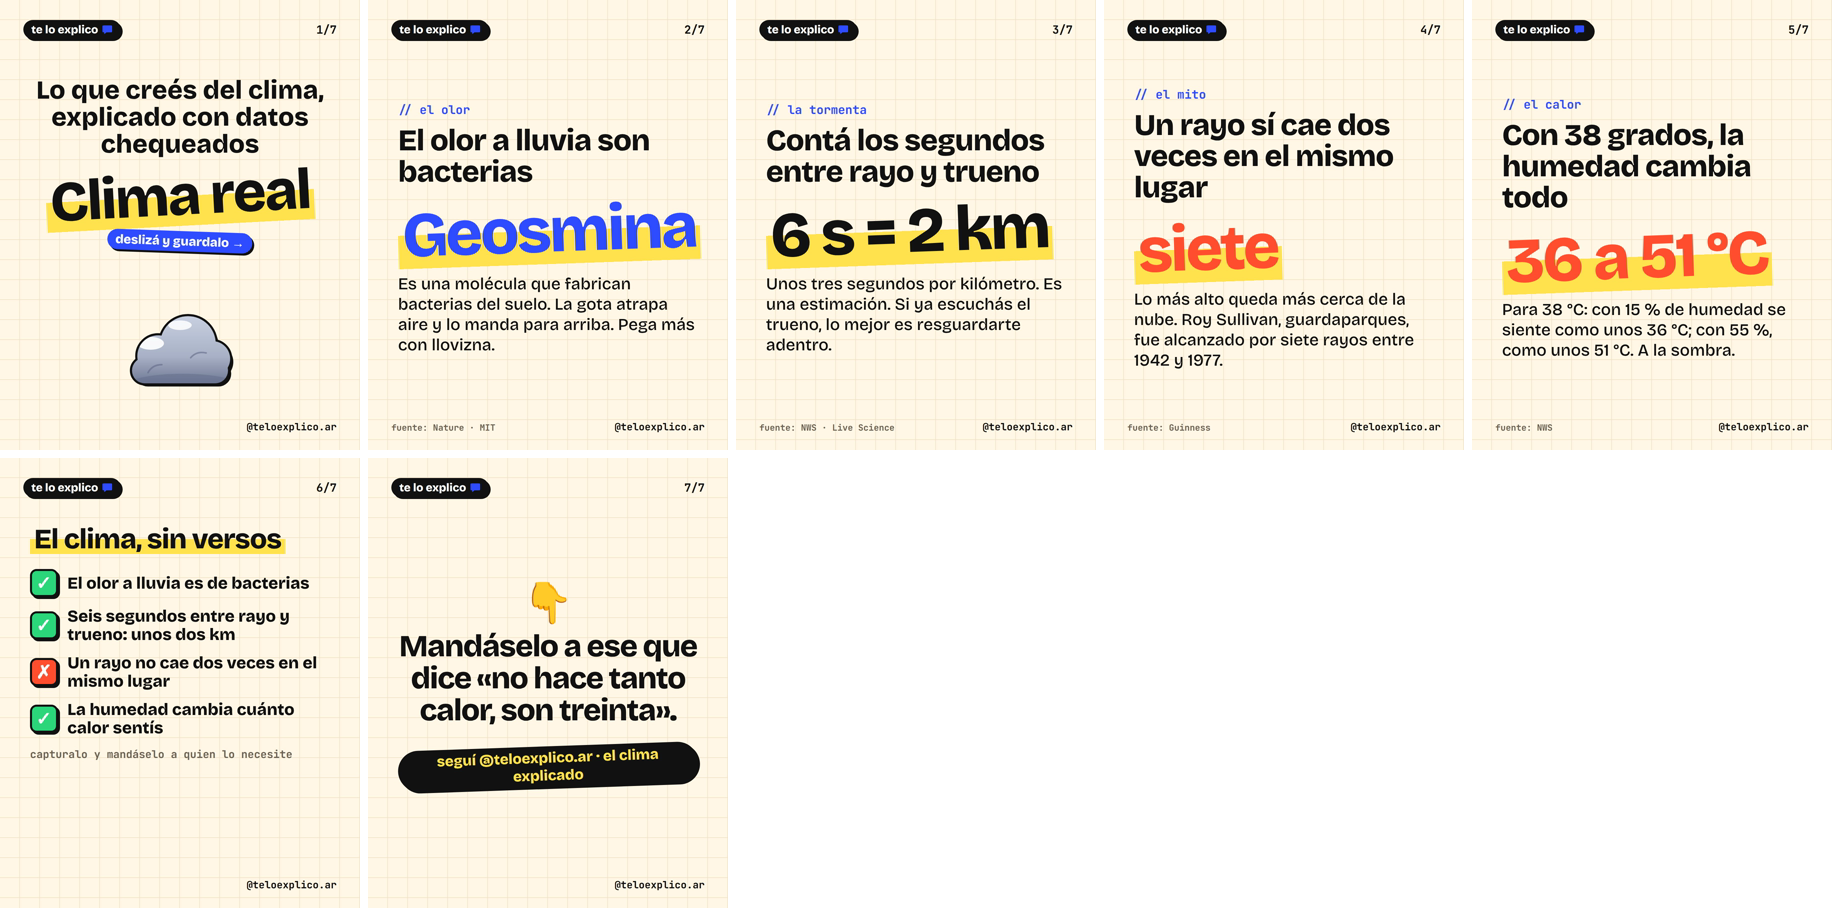 te lo explico
1/7
Lo que creés del clima,
explicado con datos
chequeados
Clima real
deslizá y guardalo →
@teloexplico.ar
te lo explico
2/7
// el olor
El olor a lluvia son
bacterias
Geosmina
Es una molécula que fabrican
bacterias del suelo. La gota atrapa
aire y lo manda para arriba. Pega más
con llovizna.
fuente: Nature · MIT
@teloexplico.ar
te lo explico
3/7
// la tormenta
Contá los segundos
entre rayo y trueno
6 s = 2 km
Unos tres segundos por kilómetro. Es
una estimación. Si ya escuchás el
trueno, lo mejor es resguardarte
adentro.
fuente: NWS · Live Science
@teloexplico.ar
te lo explico
4/7
// el mito
Un rayo sí cae dos
veces en el mismo
lugar
siete
Lo más alto queda más cerca de la
nube. Roy Sullivan, guardaparques,
fue alcanzado por siete rayos entre
1942 y 1977.
fuente: Guinness
@teloexplico.ar
te lo explico
5/7
// el calor
Con 38 grados, la
humedad cambia
todo
36 a 51 °C
Para 38 °C: con 15 % de humedad se
siente como unos 36 °C; con 55 %,
como unos 51 °C. A la sombra.
fuente: NWS
@teloexplico.ar
te lo explico
6/7
El clima, sin versos
✓ El olor a lluvia es de bacterias
✓ Seis segundos entre rayo y
trueno: unos dos km
✗ Un rayo no cae dos veces en el
mismo lugar
✓ La humedad cambia cuánto
calor sentís
capturalo y mandáselo a quien lo necesite
@teloexplico.ar
te lo explico
7/7
Mandáselo a ese que
dice «no hace tanto
calor, son treinta».
seguí @teloexplico.ar · el clima
explicado
@teloexplico.ar